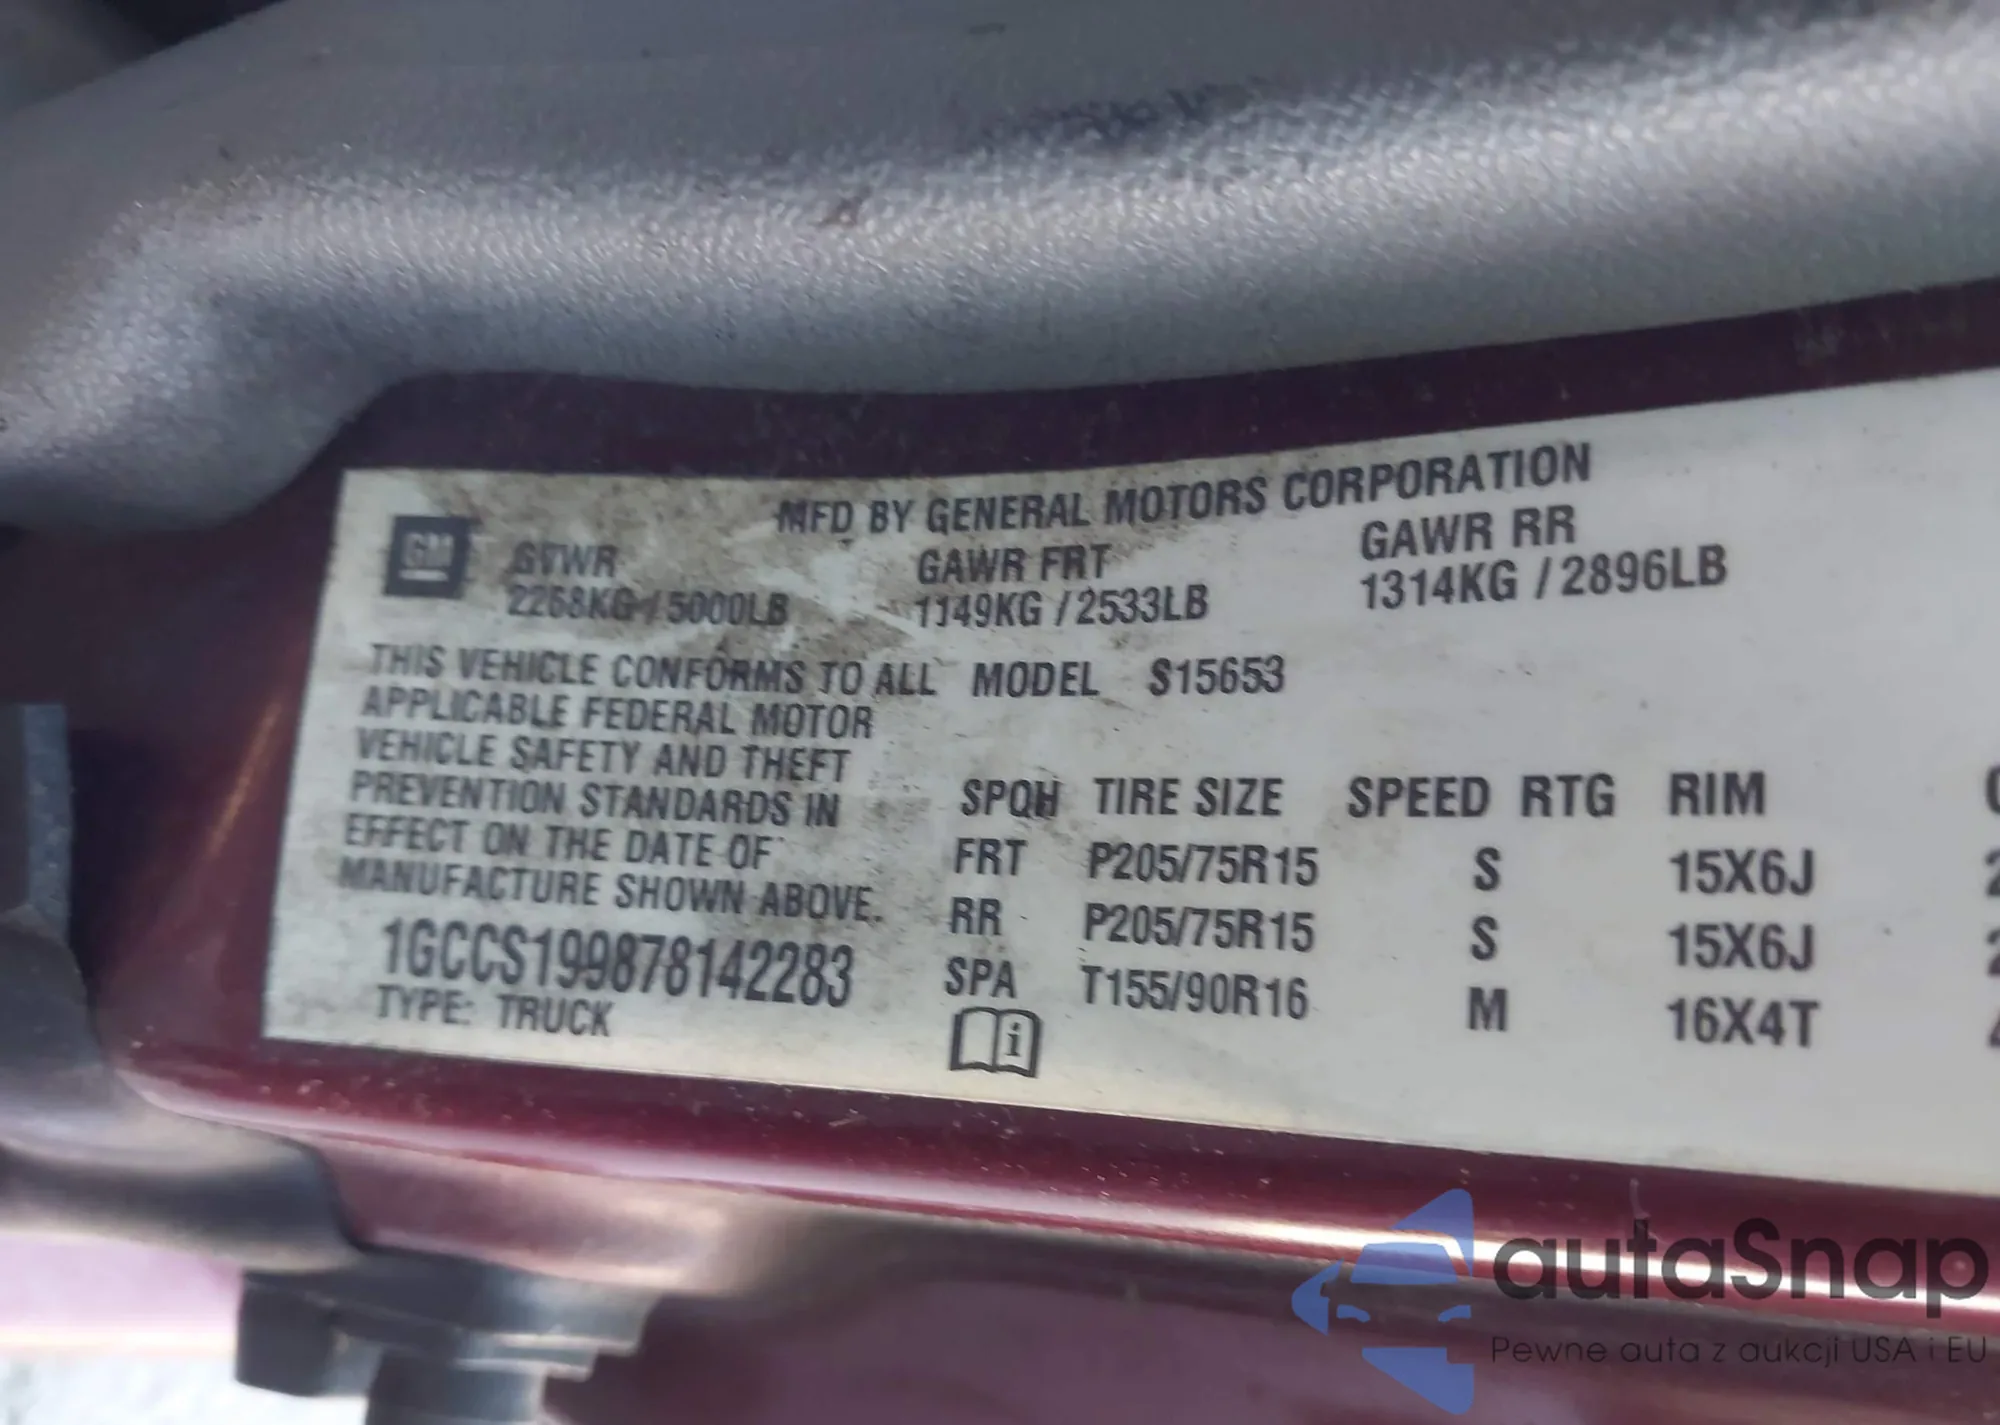 MFD BY GENERAL MOTORS CORPORATION
GM
GVWR GAWR FRT GAWR RR
2268KG / 5000LB 1149KG / 2533LB 1314KG / 2896LB
THIS VEHICLE CONFORMS TO ALL MODEL S15653
APPLICABLE FEDERAL MOTOR
VEHICLE SAFETY AND THEFT
PREVENTION STANDARDS IN
EFFECT ON THE DATE OF
MANUFACTURE SHOWN ABOVE.
1GCCS199878142283
TYPE: TRUCK
SPQH TIRE SIZE SPEED RTG RIM
FRT P205/75R15 S 15X6J
RR P205/75R15 S 15X6J
SPA T155/90R16 M 16X4T
i
autaSnap
Pewne auta z aukcji USA i EU